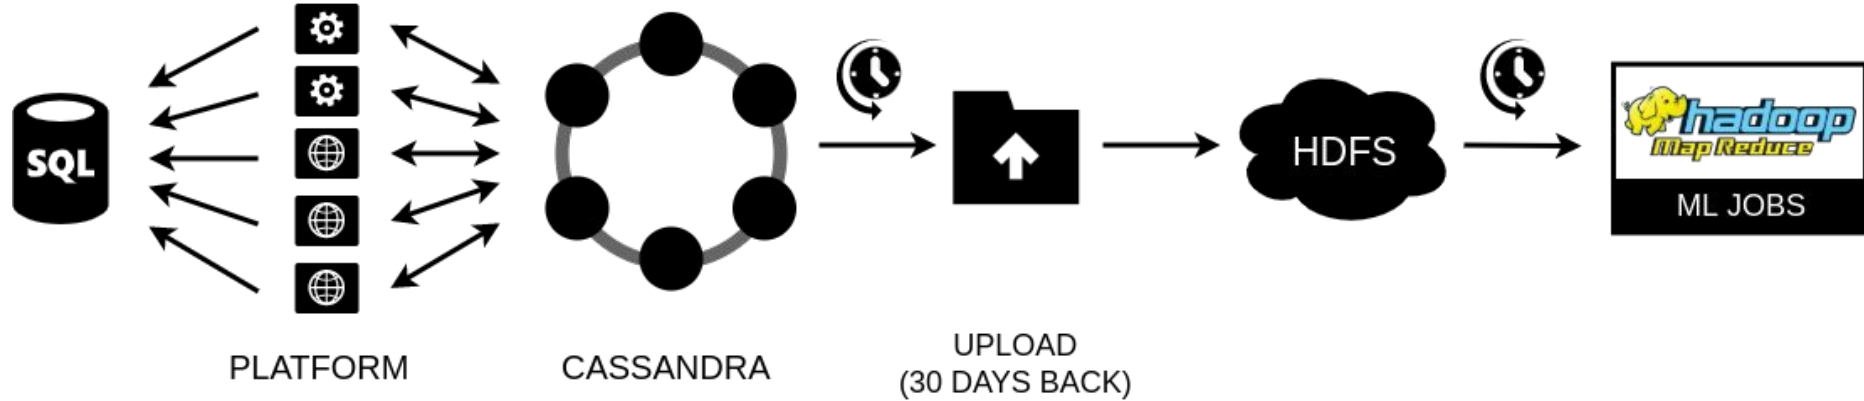 SQL
PLATFORM
CASSANDRA
UPLOAD
(30 DAYS BACK)
HDFS
hadoop
Map Reduce
ML JOBS